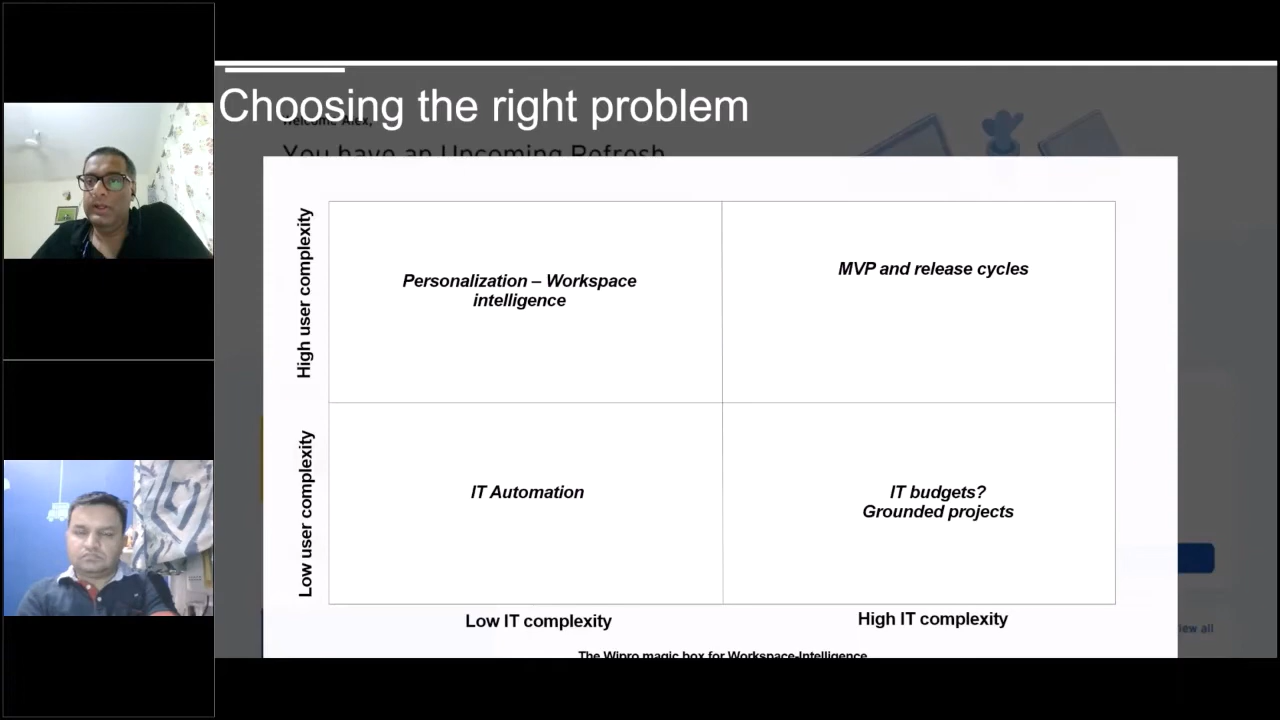 Choosing the right problem
Welcome Alex,
You have an Upcoming Refresh
High user complexity
Personalization – Workspace
intelligence
MVP and release cycles
Low user complexity
IT Automation
IT budgets?
Grounded projects
Low IT complexity
High IT complexity
The Wipro magic box for Workspace-Intelligence
view all